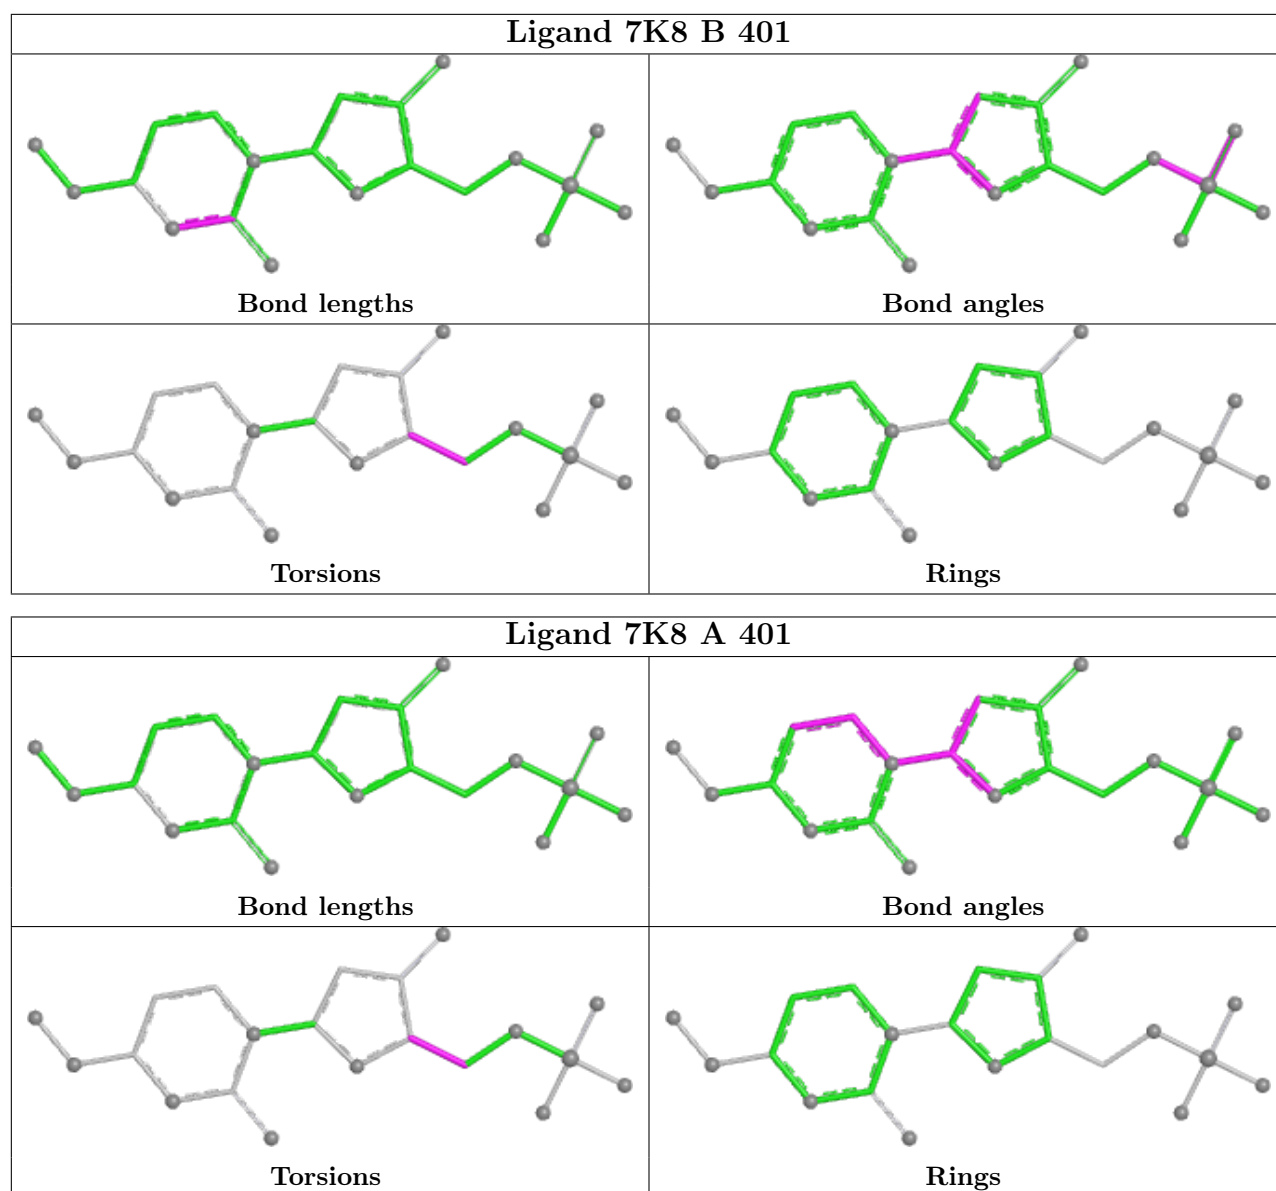 Ligand 7K8 B 401
Bond lengths
Bond angles
Torsions
Rings
Ligand 7K8 A 401
Bond lengths
Bond angles
Torsions
Rings